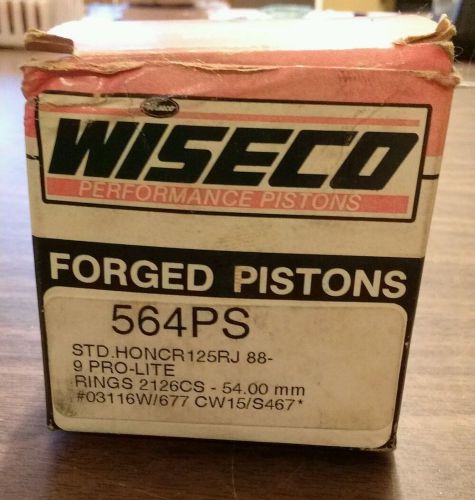 Wiseco
WISECO
PERFORMANCE PISTONS
FORGED PISTONS
564PS
STD.HONCR125RJ 88-
9 PRO-LITE
RINGS 2126CS - 54.00 mm
#03116W/677 CW15/S467*